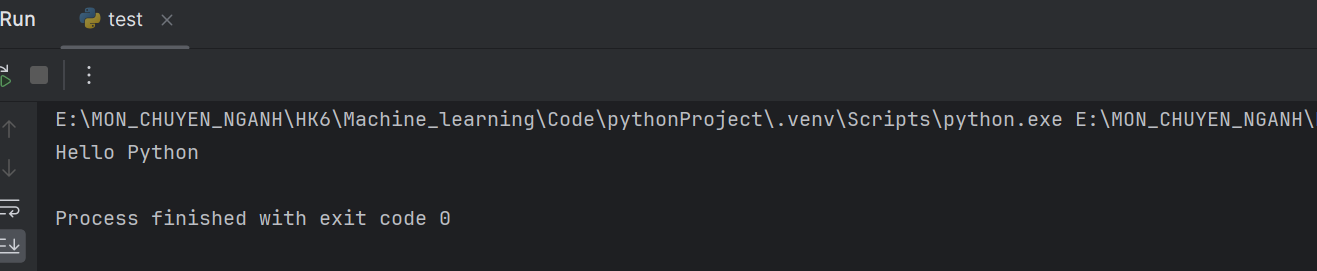 Run test
E:\MON_CHUYEN_NGANH\HK6\Machine_learning\Code\pythonProject\.venv\Scripts\python.exe E:\MON_CHUYEN_NGANH\
Hello Python
Process finished with exit code 0